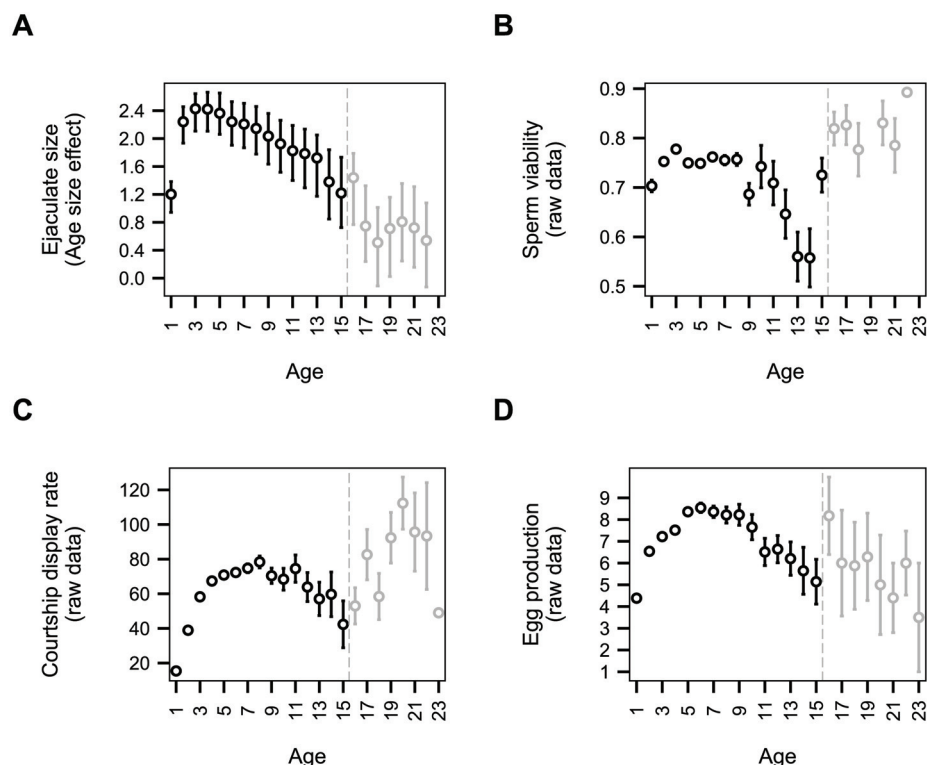 A
Ejaculate size
(Age size effect)
2.4
2.0
1.6
1.2
0.8
0.4
0.0
1 3 5 7 9 11 13 15 17 19 21 23
Age
B
Sperm viability
(raw data)
0.9
0.8
0.7
0.6
0.5
1 3 5 7 9 11 13 15 17 19 21 23
Age
C
Courtship display rate
(raw data)
120
100
80
60
40
20
1 3 5 7 9 11 13 15 17 19 21 23
Age
D
Egg production
(raw data)
9
8
7
6
5
4
3
2
1
1 3 5 7 9 11 13 15 17 19 21 23
Age